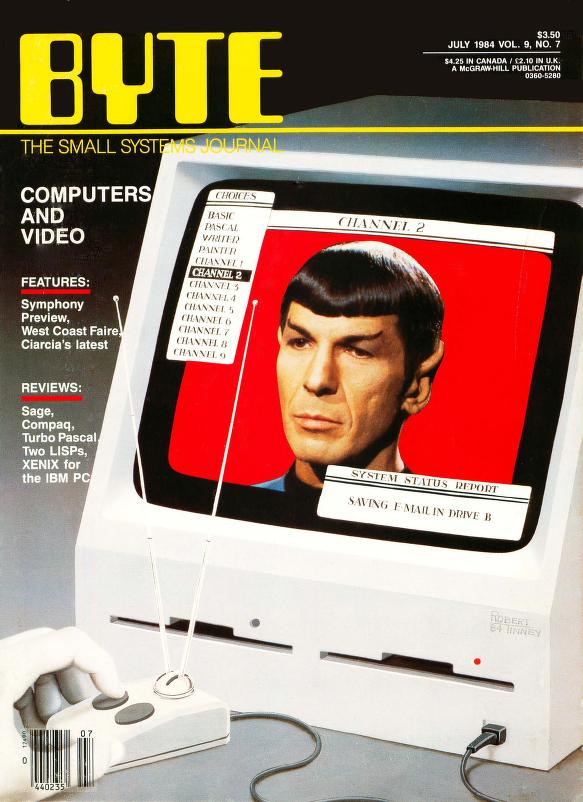 BYTE
$3.50
JULY 1984 VOL. 9, NO. 7
$4.25 IN CANADA / £2.10 IN U.K.
A McGRAW-HILL PUBLICATION
0360-5280
THE SMALL SYSTEMS JOURNAL
COMPUTERS
AND
VIDEO
FEATURES:
Symphony
Preview,
West Coast Faire,
Ciarcia's latest
REVIEWS:
Sage,
Compaq,
Turbo Pascal,
Two LISPs,
XENIX for
the IBM PC
CHOICES
BASIC
PASCAL
WRITER
PAINTER
CHANNEL 1
CHANNEL 2
CHANNEL 3
CHANNEL 4
CHANNEL 5
CHANNEL 6
CHANNEL 7
CHANNEL 8
CHANNEL 9
CHANNEL 2
SYSTEM STATUS REPORT
SAVING E-MAIL IN DRIVE B
ROBERT
84 TINNEY
07
0
440235